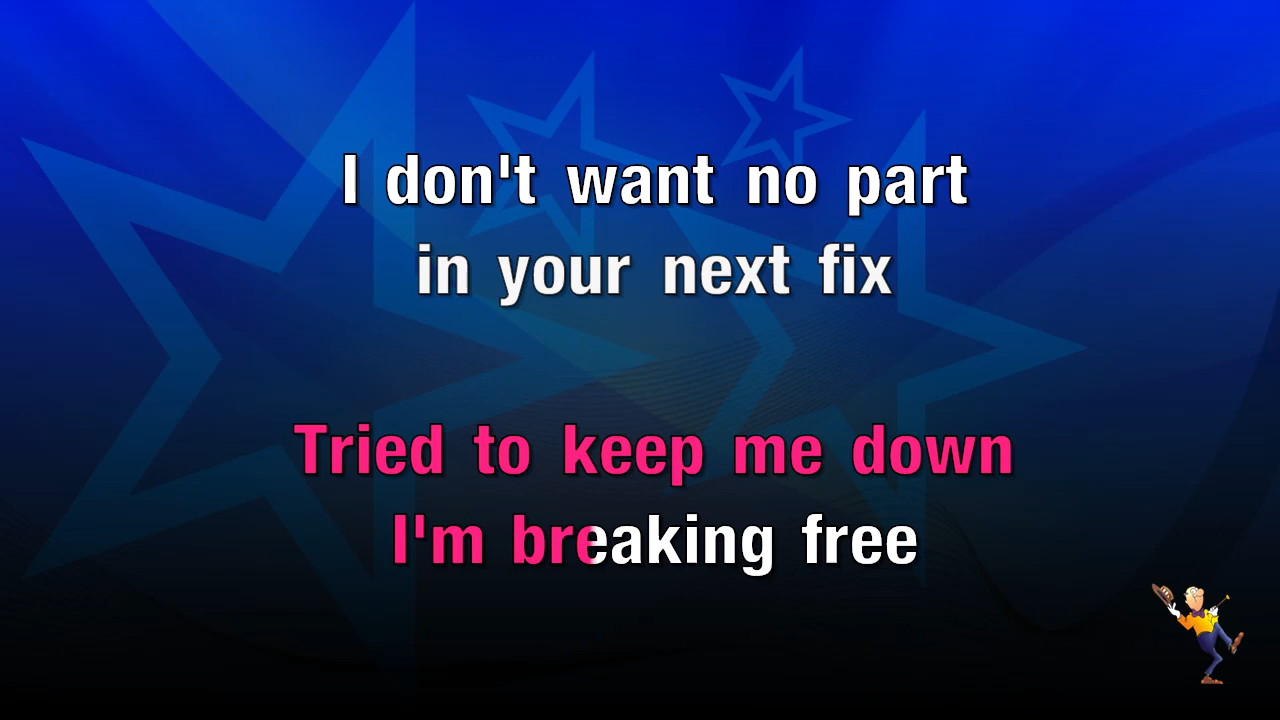 I don't want no part
in your next fix
Tried to keep me down
I'm breaking free